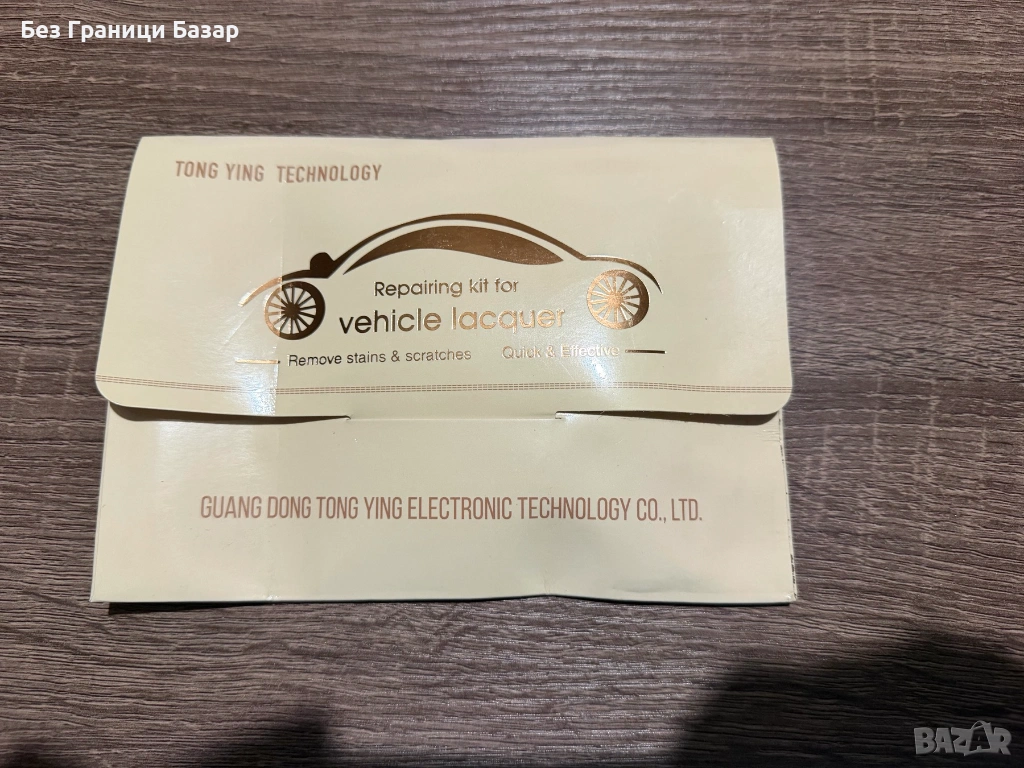 Без Граници Базар
TONG YING TECHNOLOGY
Repairing kit for
vehicle lacquer
Remove stains & scratches Quick & Effective
GUANG DONG TONG YING ELECTRONIC TECHNOLOGY CO., LTD.
BAZAR